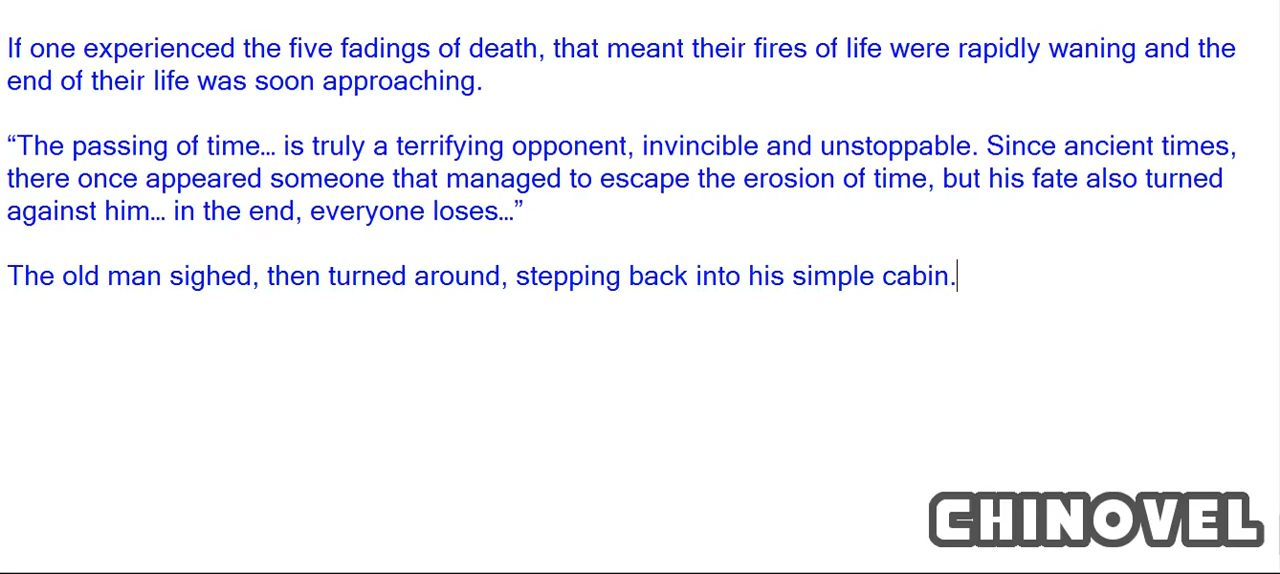 If one experienced the five fadings of death, that meant their fires of life were rapidly waning and the
end of their life was soon approaching.
“The passing of time… is truly a terrifying opponent, invincible and unstoppable. Since ancient times,
there once appeared someone that managed to escape the erosion of time, but his fate also turned
against him… in the end, everyone loses…”
The old man sighed, then turned around, stepping back into his simple cabin.
CHINOVEL